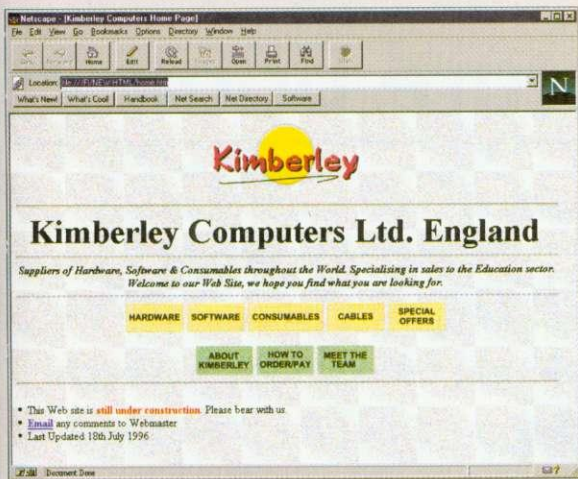 Netscape - [Kimberley Computers Home Page]
File Edit View Go Bookmarks Options Directory Window Help
Home Edit Reload Open Print Find
Location:
What's New! What's Cool! Handbook Net Search Net Directory Software
N
Kimberley
Kimberley Computers Ltd. England
Suppliers of Hardware, Software & Consumables throughout the World. Specialising in sales to the Education sector.
Welcome to our Web Site, we hope you find what you are looking for.
HARDWARE SOFTWARE CONSUMABLES CABLES SPECIAL OFFERS
ABOUT KIMBERLEY HOW TO ORDER/PAY MEET THE TEAM
• This Web site is still under construction. Please bear with us
• Email any comments to Webmaster
• Last Updated 18th July 1996
Document: Done